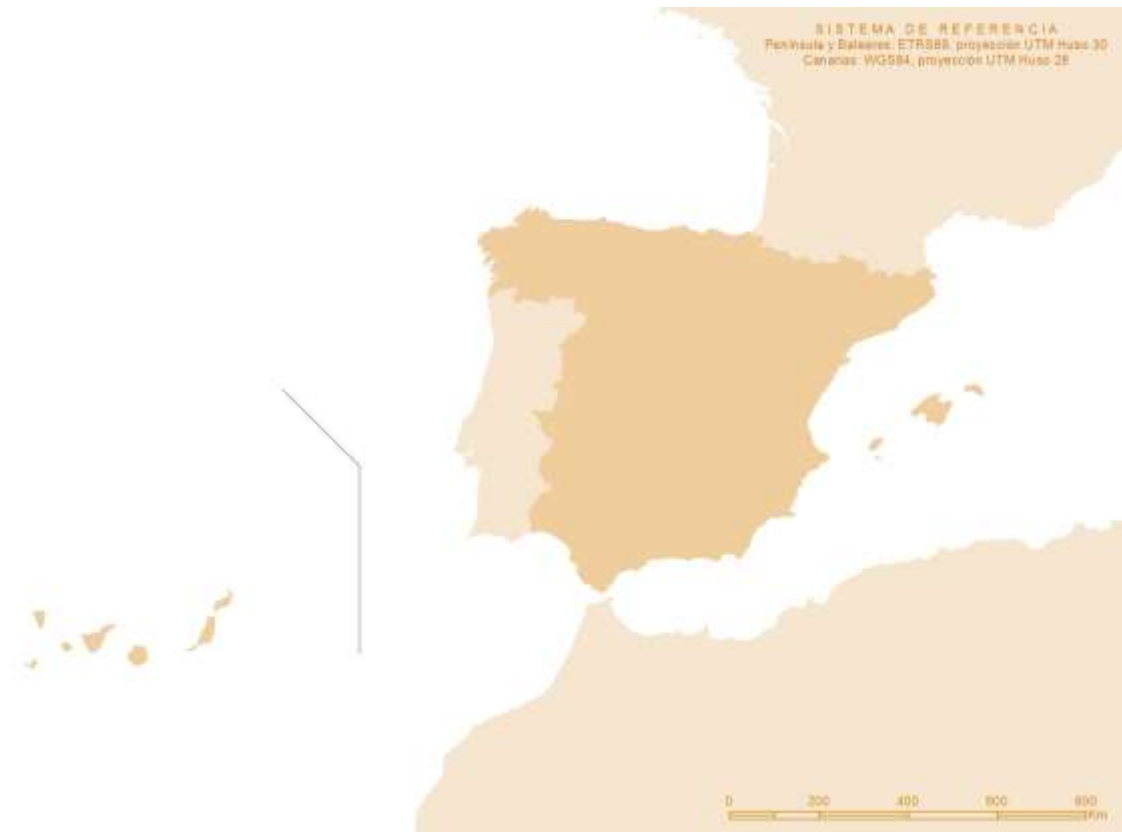 SISTEMA DE REFERENCIA
Península y Baleares: ETRS89, proyección UTM Huso 30
Canarias: WGS84, proyección UTM Huso 28
0 200 400 600 800
Km